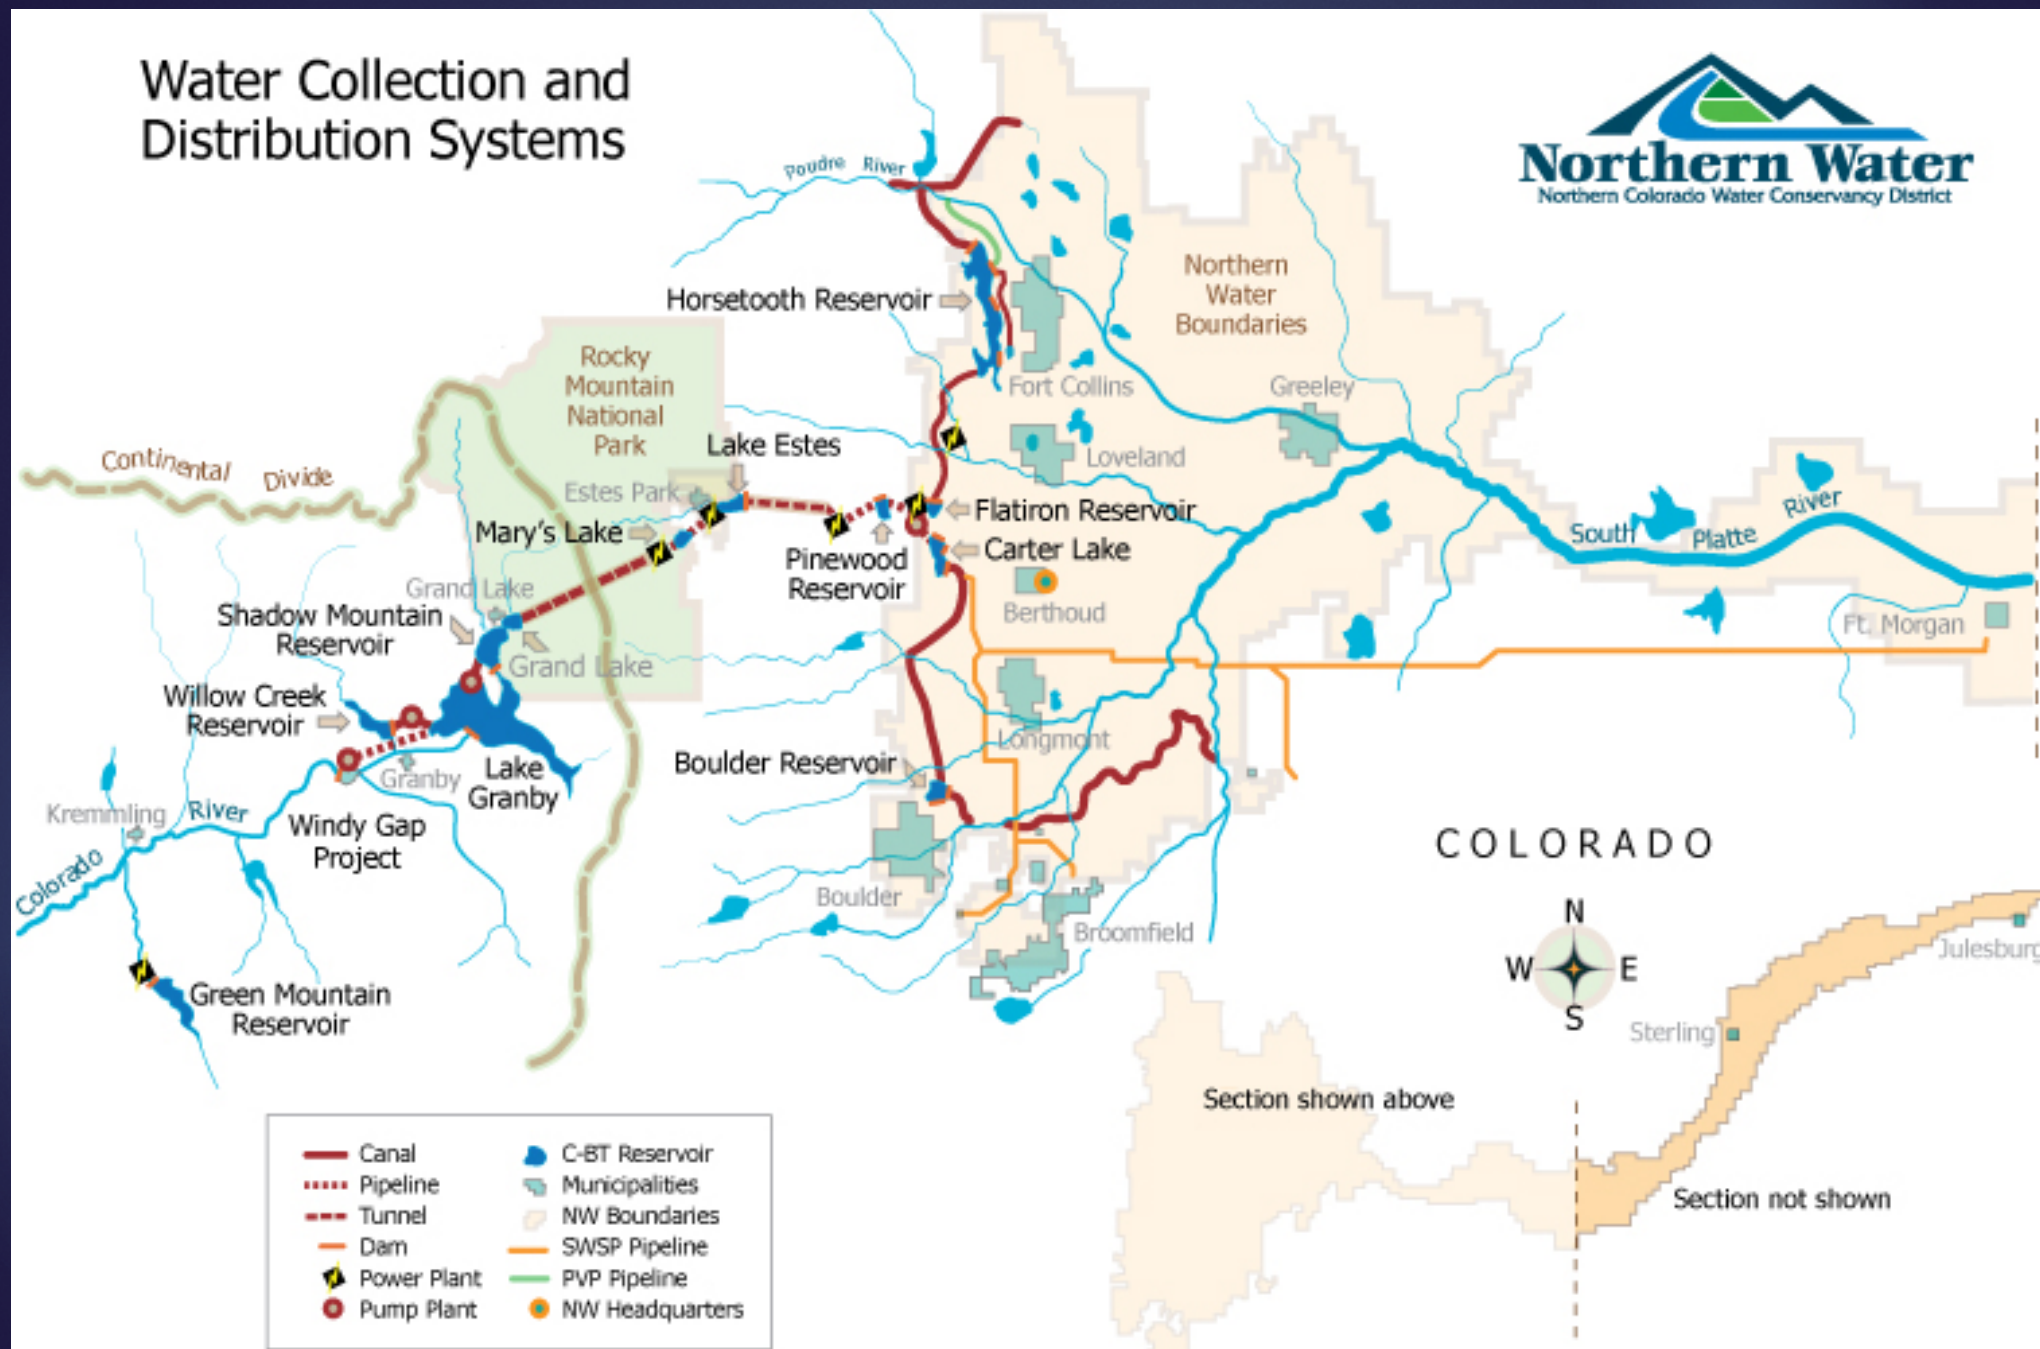 Water Collection and
Distribution Systems
Northern Water
Northern Colorado Water Conservancy District
Poudre River
Horsetooth Reservoir
Northern
Water
Boundaries
Rocky
Mountain
National
Park
Fort Collins
Greeley
Continental Divide
Lake Estes
Loveland
Estes Park
Mary's Lake
Flatiron Reservoir
South Platte River
Pinewood
Reservoir
Carter Lake
Berthoud
Grand Lake
Shadow Mountain
Reservoir
Grand Lake
Ft. Morgan
Willow Creek
Reservoir
Longmont
Boulder Reservoir
Granby
Lake
Granby
Kremmling
Colorado River
Windy Gap
Project
Boulder
Broomfield
Green Mountain
Reservoir
COLORADO
N
W E
S
Julesburg
Sterling
Section shown above
Section not shown
Canal
Pipeline
Tunnel
Dam
Power Plant
Pump Plant
C-BT Reservoir
Municipalities
NW Boundaries
SWSP Pipeline
PVP Pipeline
NW Headquarters